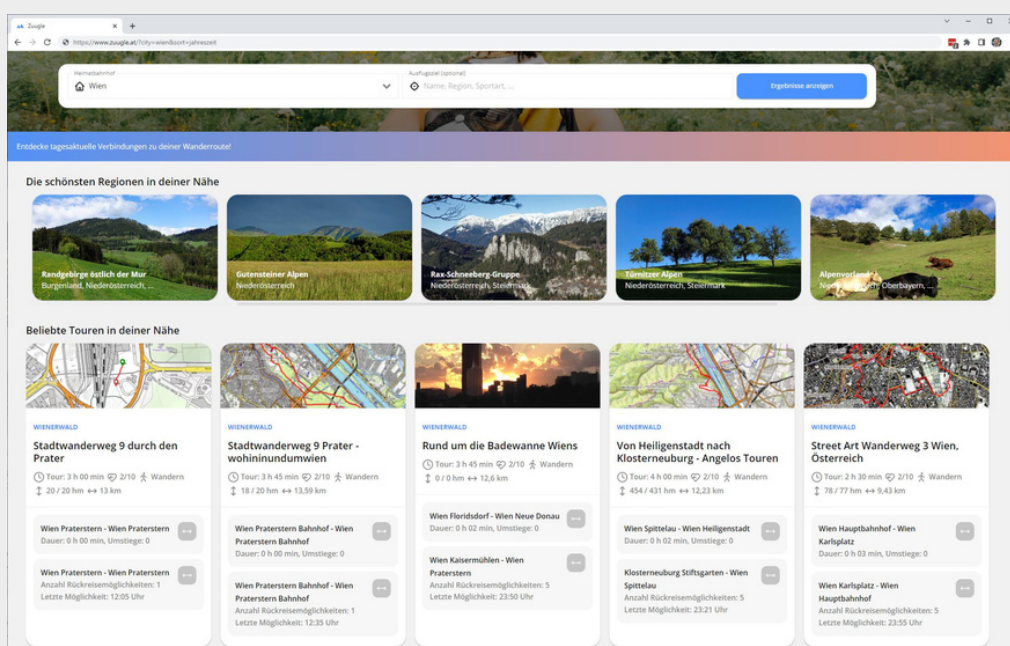 Zuugle
https://www.zuugle.at/?city=wien&sort=jahreszeit
Heimatbahnhof
Wien
Ausflugsziel (optional)
Name, Region, Sportart, ...
Ergebnisse anzeigen
Entdecke tagesaktuelle Verbindungen zu deiner Wanderroute!
Die schönsten Regionen in deiner Nähe
Randgebirge östlich der Mur
Burgenland, Niederösterreich, ...
Gutensteiner Alpen
Niederösterreich
Rax-Schneeberg-Gruppe
Niederösterreich, Steiermark
Türnitzer Alpen
Niederösterreich, Steiermark
Alpenvorland
Niederösterreich, Oberbayern, ...
Beliebte Touren in deiner Nähe
WIENERWALD
Stadtwanderweg 9 durch den
Prater
Tour: 3 h 00 min 2/10 Wandern
20 / 20 hm 13 km
Wien Praterstern - Wien Praterstern
Dauer: 0 h 00 min, Umstiege: 0
Wien Praterstern - Wien Praterstern
Anzahl Rückreisemöglichkeiten: 1
Letzte Möglichkeit: 12:05 Uhr
WIENERWALD
Stadtwanderweg 9 Prater -
wohininundumwien
Tour: 3 h 45 min 2/10 Wandern
18 / 20 hm 13,59 km
Wien Praterstern Bahnhof - Wien
Praterstern Bahnhof
Dauer: 0 h 00 min, Umstiege: 0
Wien Praterstern Bahnhof - Wien
Praterstern Bahnhof
Anzahl Rückreisemöglichkeiten: 1
Letzte Möglichkeit: 12:35 Uhr
WIENERWALD
Rund um die Badewanne Wiens
Tour: 3 h 45 min 2/10 Wandern
0 / 0 hm 12,6 km
Wien Floridsdorf - Wien Neue Donau
Dauer: 0 h 02 min, Umstiege: 0
Wien Kaisermühlen - Wien
Praterstern
Anzahl Rückreisemöglichkeiten: 5
Letzte Möglichkeit: 23:50 Uhr
WIENERWALD
Von Heiligenstadt nach
Klosterneuburg - Angelos Touren
Tour: 4 h 00 min 2/10 Wandern
454 / 431 hm 12,23 km
Wien Spittelau - Wien Heiligenstadt
Dauer: 0 h 02 min, Umstiege: 0
Klosterneuburg Stiftsgarten - Wien
Spittelau
Anzahl Rückreisemöglichkeiten: 5
Letzte Möglichkeit: 23:21 Uhr
WIENERWALD
Street Art Wanderweg 3 Wien,
Österreich
Tour: 2 h 30 min 2/10 Wandern
78 / 77 hm 9,43 km
Wien Hauptbahnhof - Wien
Karlsplatz
Dauer: 0 h 03 min, Umstiege: 0
Wien Karlsplatz - Wien
Hauptbahnhof
Anzahl Rückreisemöglichkeiten: 5
Letzte Möglichkeit: 23:55 Uhr